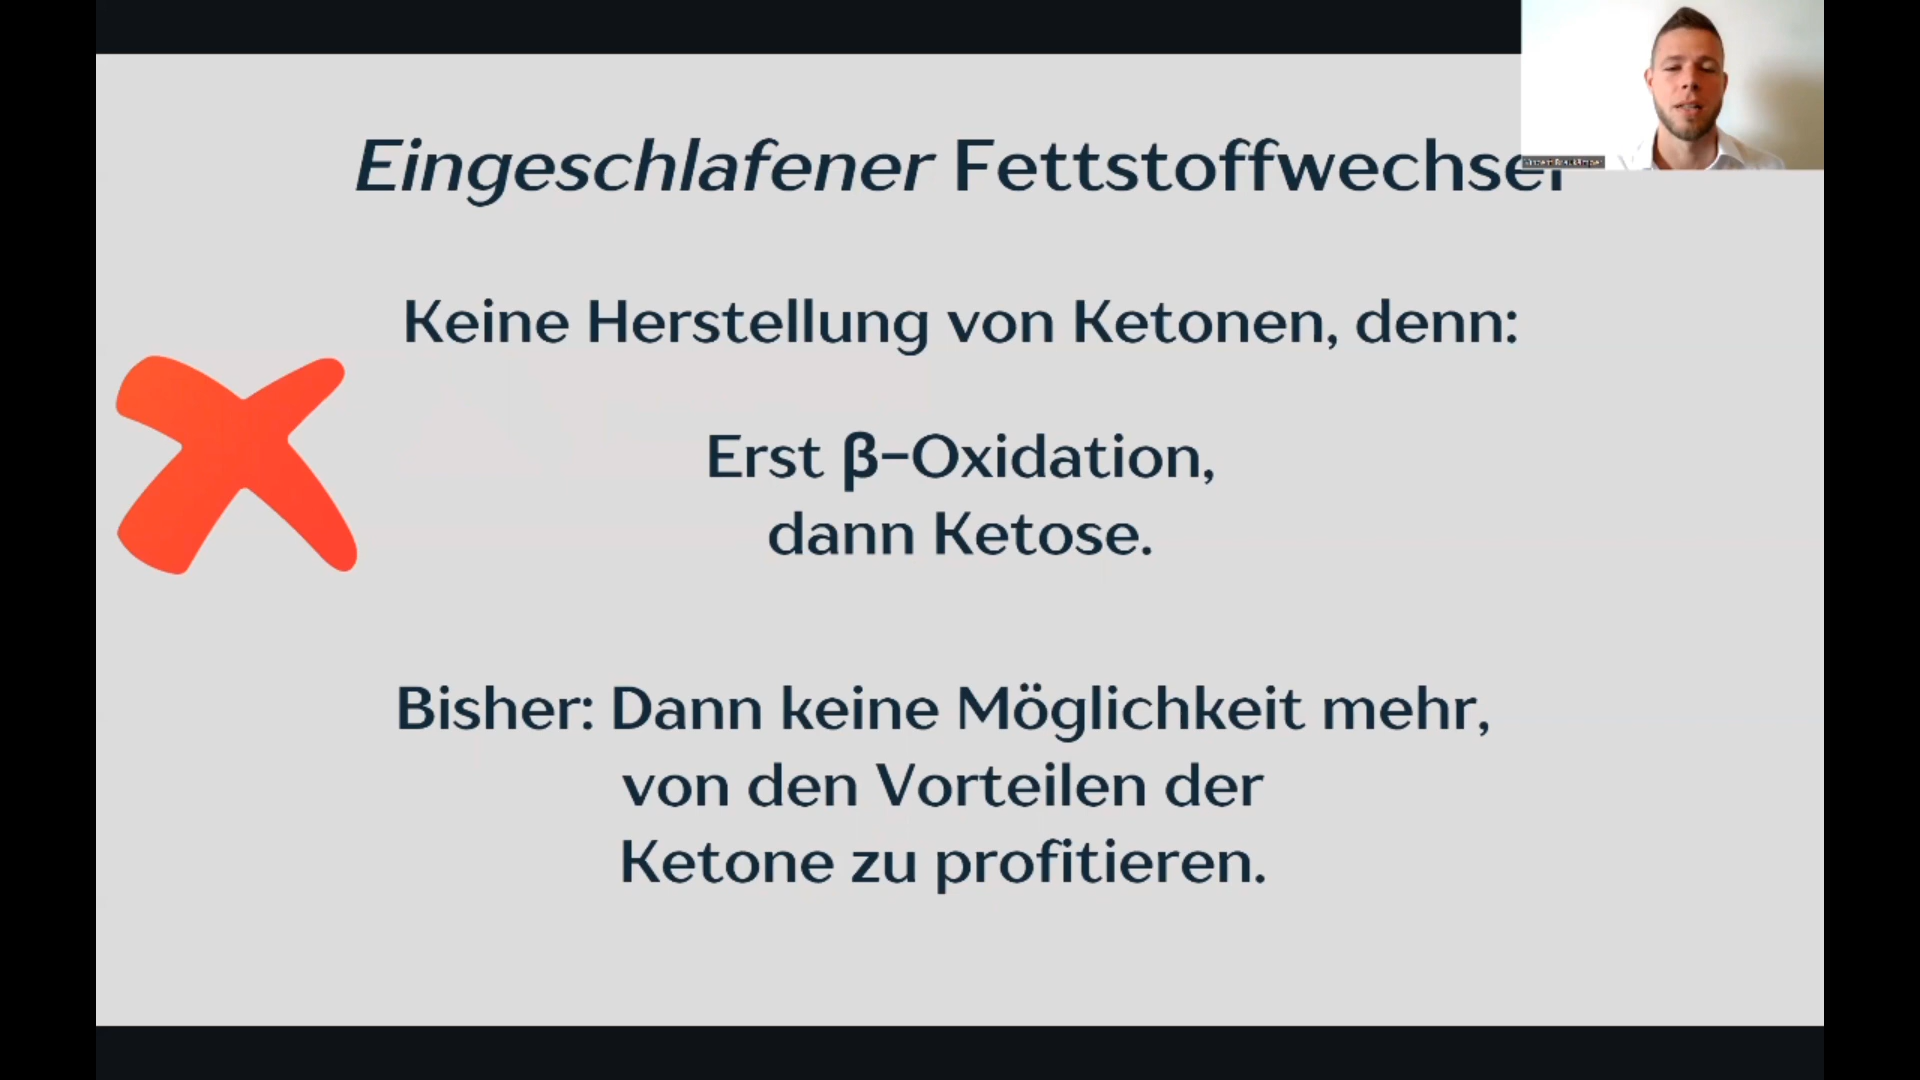 Eingeschlafener Fettstoffwechsel
Keine Herstellung von Ketonen, denn:
Erst β-Oxidation,
dann Ketose.
Bisher: Dann keine Möglichkeit mehr,
von den Vorteilen der
Ketone zu profitieren.